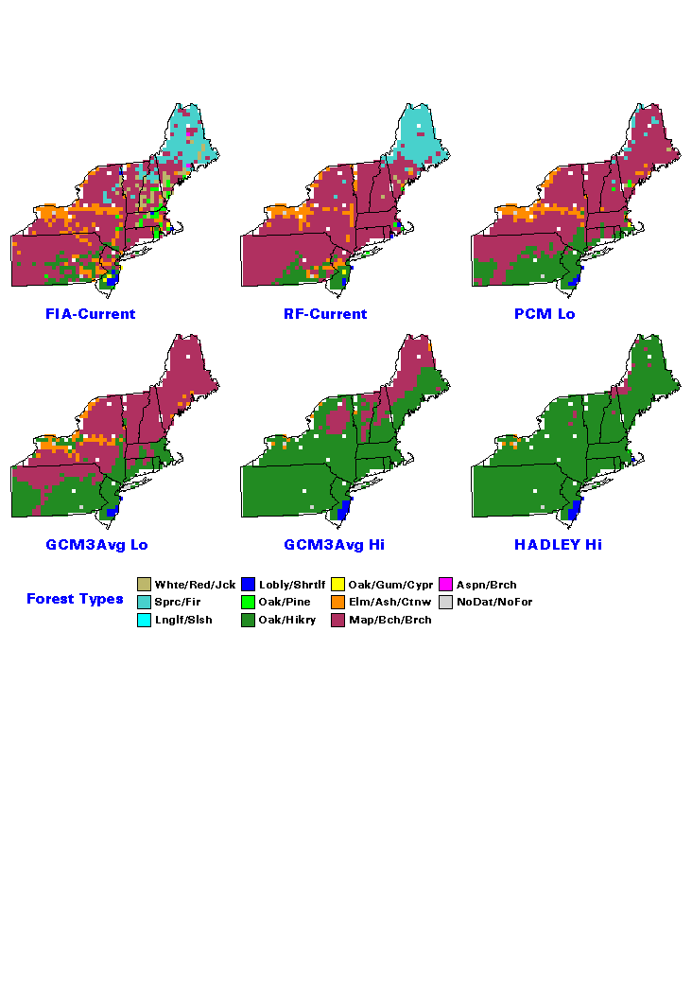 FIA-Current RF-Current PCM Lo
GCM3Avg Lo GCM3Avg Hi HADLEY Hi
Forest Types
Whte/Red/Jck Lobly/Shrtlf Oak/Gum/Cypr Aspn/Brch
Sprc/Fir Oak/Pine Elm/Ash/Ctnw NoDat/NoFor
Lnglf/Slsh Oak/Hikry Map/Bch/Brch